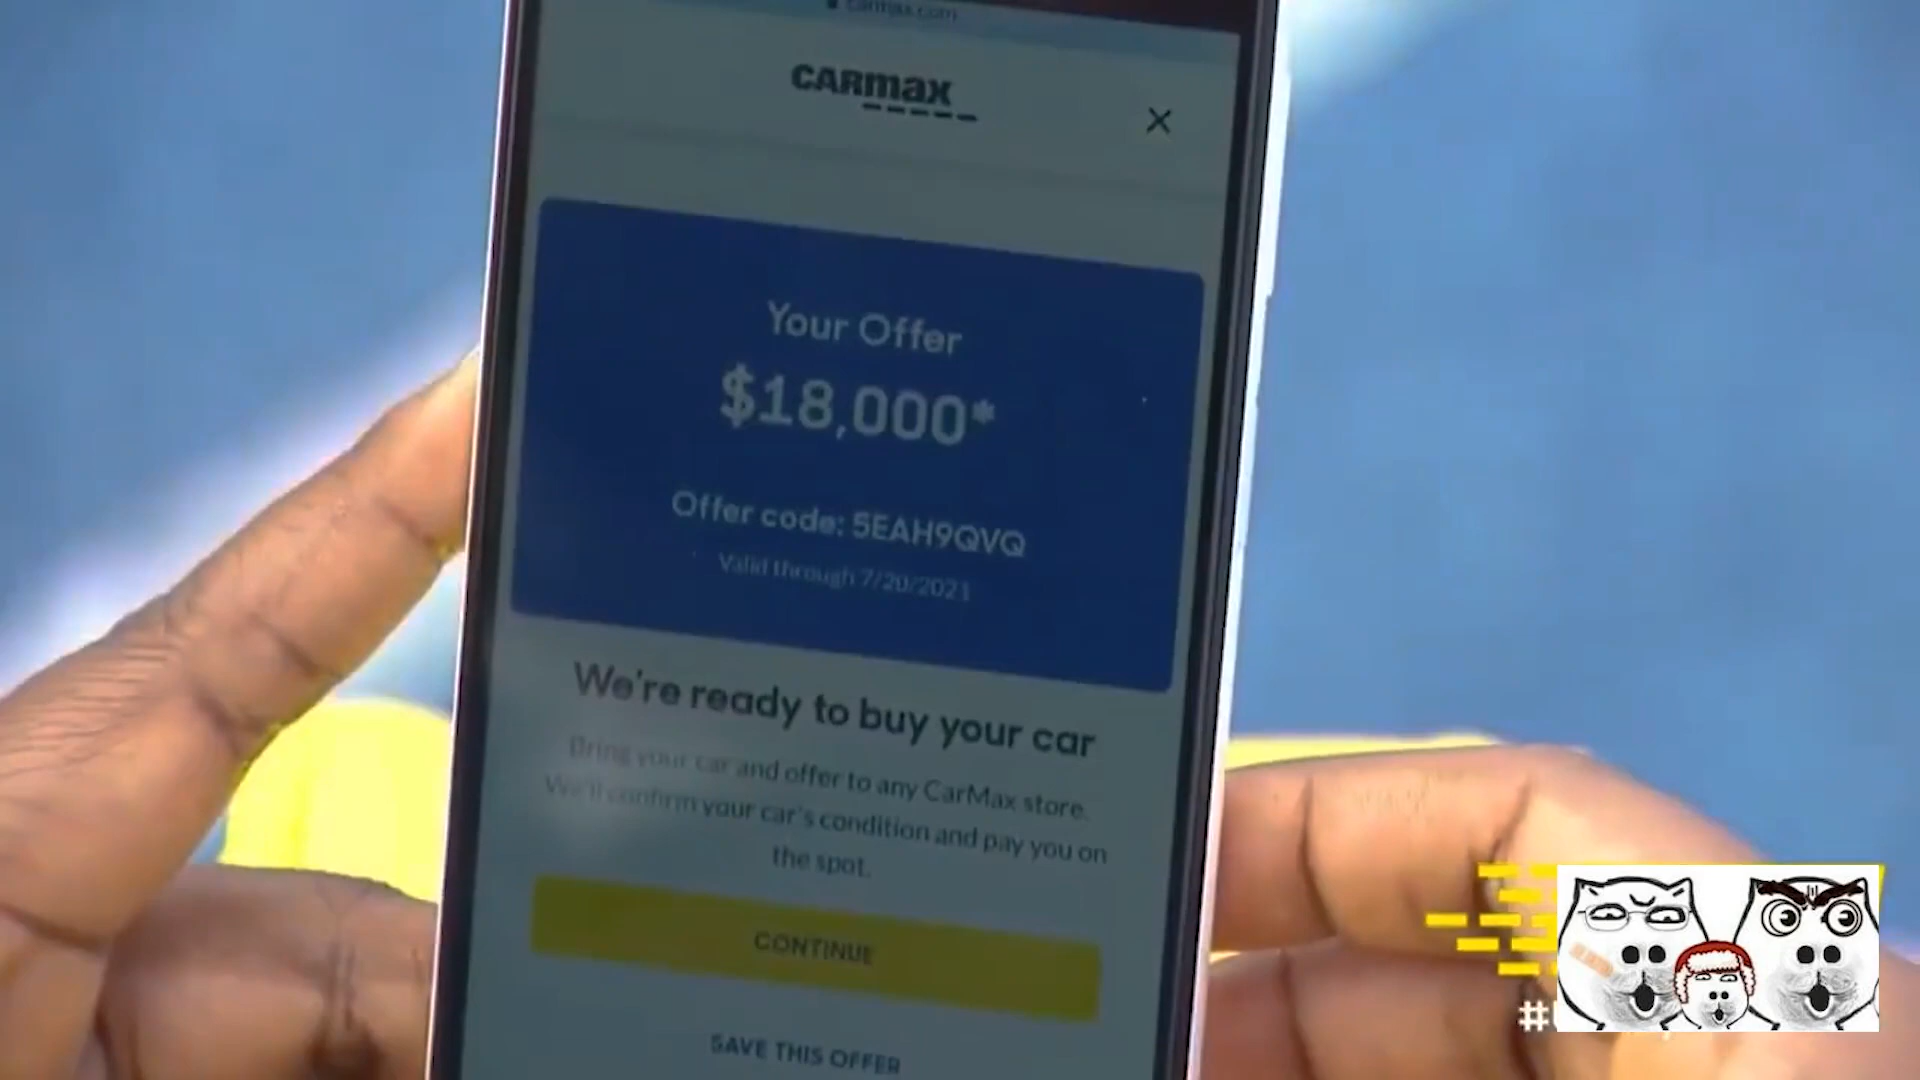 carmax.com
CARmax
Your Offer
$18,000*
Offer code: 5EAH9QVQ
Valid through 7/20/2021
We're ready to buy your car
Bring your car and offer to any CarMax store.
We'll confirm your car's condition and pay you on
the spot.
CONTINUE
SAVE THIS OFFER
#